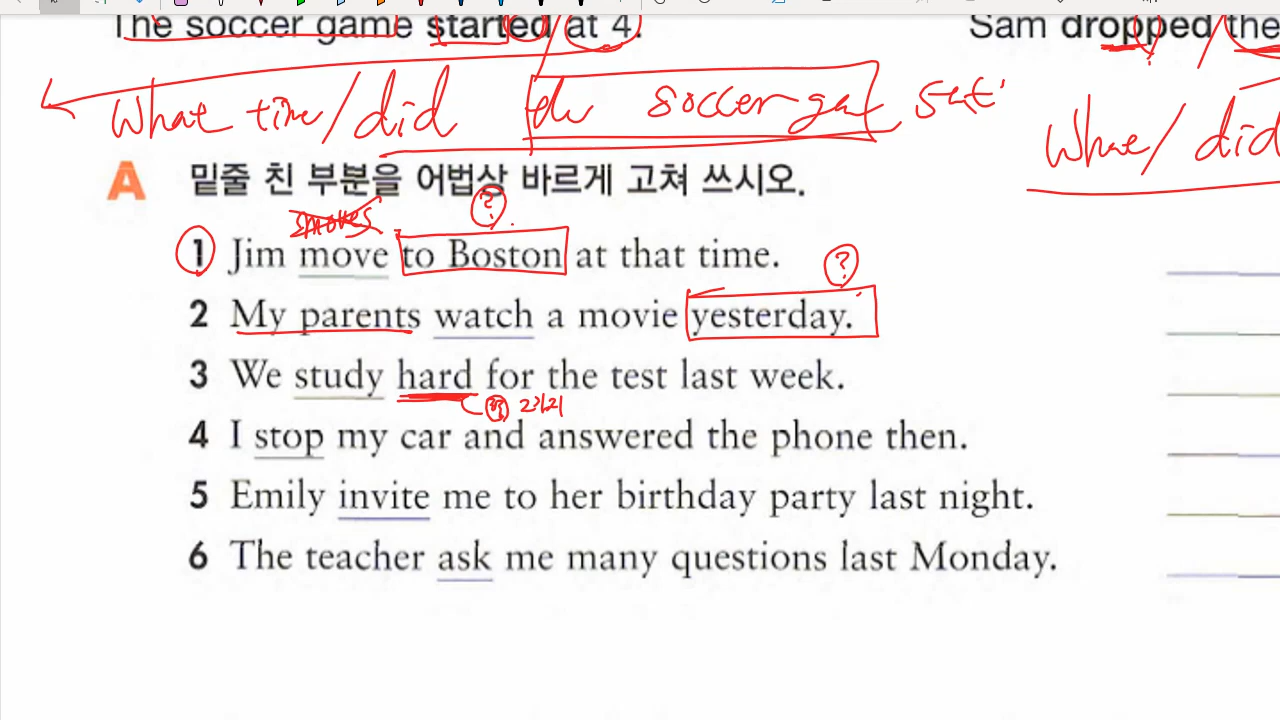 The soccer game started at 4.
Sam dropped the
What time/did the soccer game
What/ did
A 밑줄 친 부분을 어법상 바르게 고쳐 쓰시오.
moves ?
1 Jim move to Boston at that time.
?
2 My parents watch a movie yesterday.
3 We study hard for the test last week.
4 I stop my car and answered the phone then.
5 Emily invite me to her birthday party last night.
6 The teacher ask me many questions last Monday.